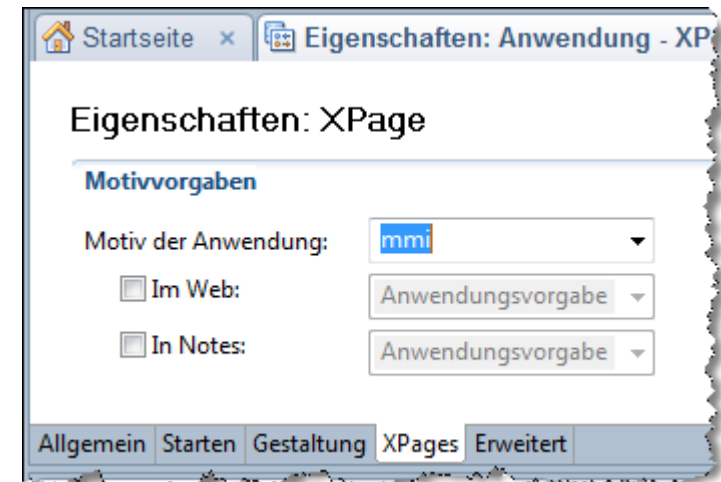 Startseite Eigenschaften: Anwendung - XP
Eigenschaften: XPage
Motivvorgaben
Motiv der Anwendung: mmi
Im Web: Anwendungsvorgabe
In Notes: Anwendungsvorgabe
Allgemein Starten Gestaltung XPages Erweitert